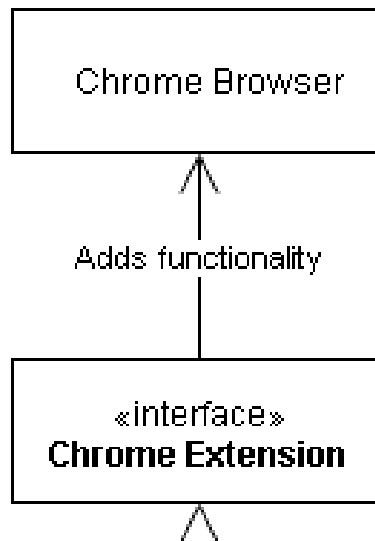 Chrome Browser
Adds functionality
«interface»
Chrome Extension